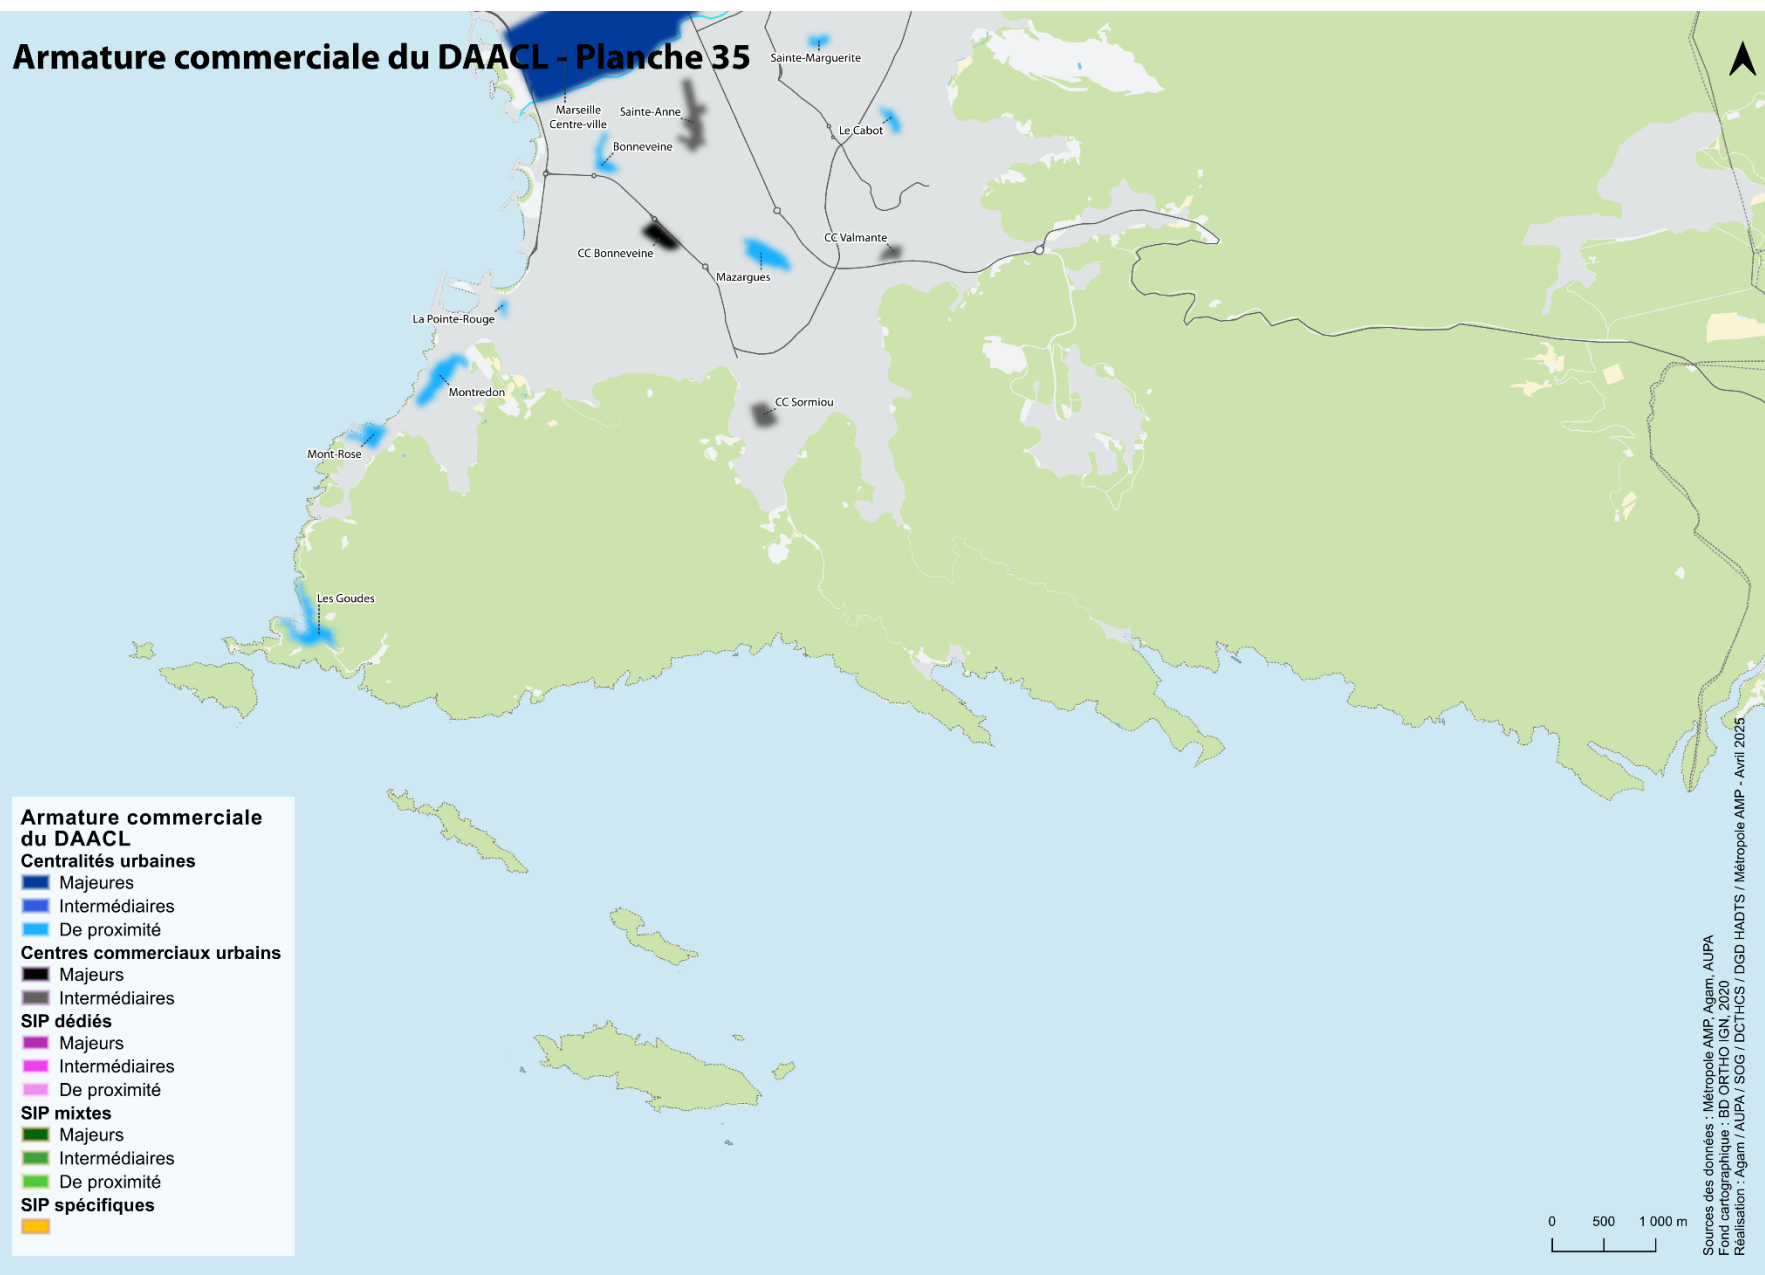 Armature commerciale du DAACL - Planche 35
Sainte-Marguerite
Marseille
Centre-ville
Sainte-Anne
Le Cabot
Bonneveine
CC Valmante
CC Bonneveine
Mazargues
La Pointe-Rouge
Montredon
CC Sormiou
Mont-Rose
Les Goudes
Armature commerciale
du DAACL
Centralités urbaines
Majeures
Intermédiaires
De proximité
Centres commerciaux urbains
Majeurs
Intermédiaires
SIP dédiés
Majeurs
Intermédiaires
De proximité
SIP mixtes
Majeurs
Intermédiaires
De proximité
SIP spécifiques
0 500 1 000 m
Sources des données : Métropole AMP, Agam, AUPA
Fond cartographique : BD ORTHO IGN, 2020
Réalisation : Agam / AUPA / SOG / DCTHCS / DGD HADTS / Métropole AMP - Avril 2025